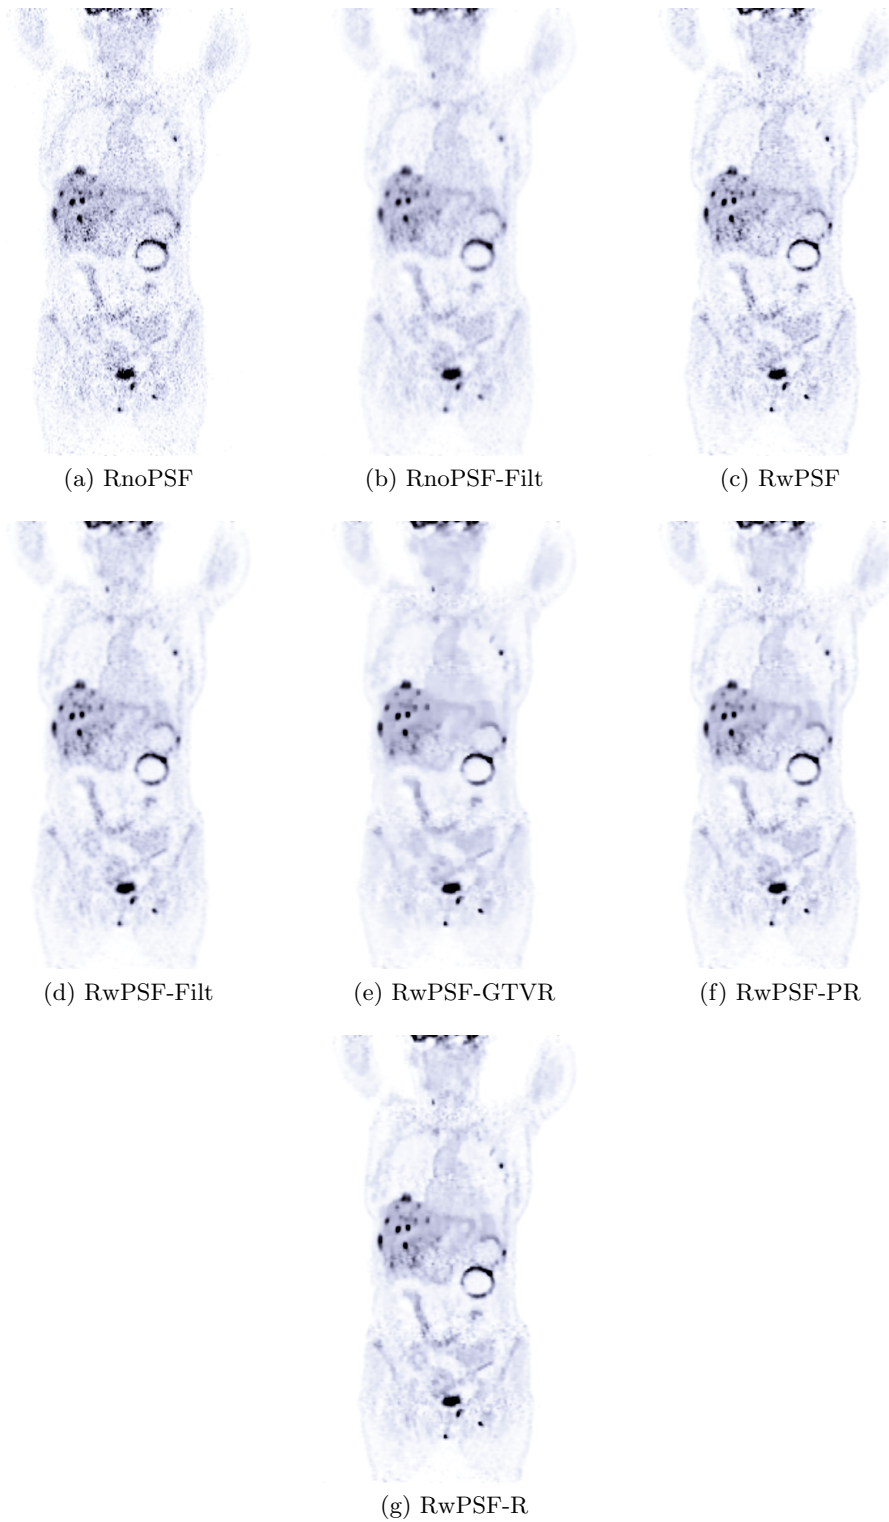 (a) RnoPSF
(b) RnoPSF-Filt
(c) RwPSF
(d) RwPSF-Filt
(e) RwPSF-GTVR
(f) RwPSF-PR
(g) RwPSF-R